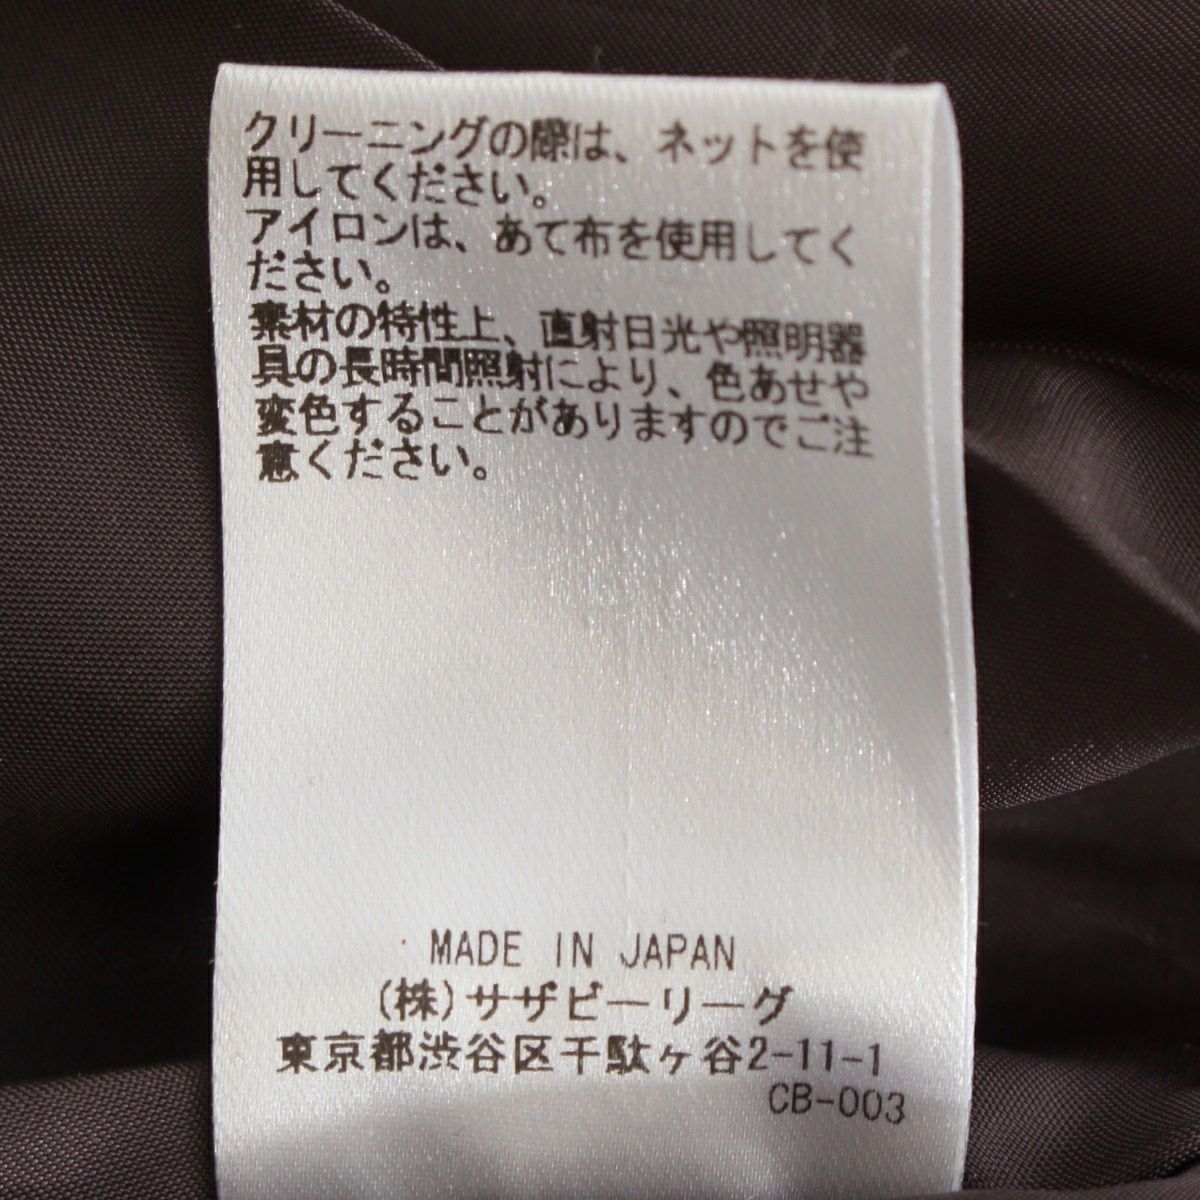 クリーニングの際は、ネットを使
用してください。
アイロンは、あて布を使用してく
ださい。
素材の特性上、直射日光や照明器
具の長時間照射により、色あせや
変色することがありますのでご注
意ください。
MADE IN JAPAN
(株)サザビーリーグ
東京都渋谷区千駄ヶ谷2-11-1
CB-003